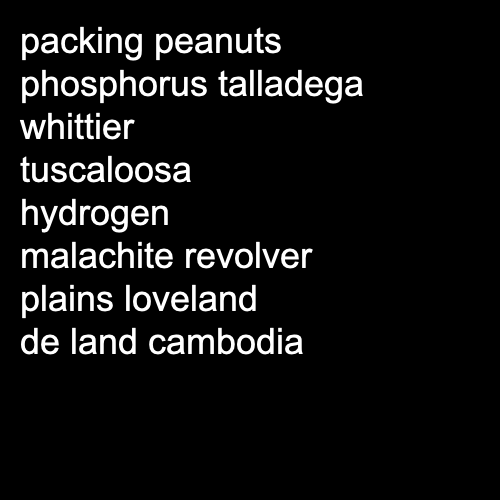 packing peanuts
phosphorus talladega
whittier
tuscaloosa
hydrogen
malachite revolver
plains loveland
de land cambodia